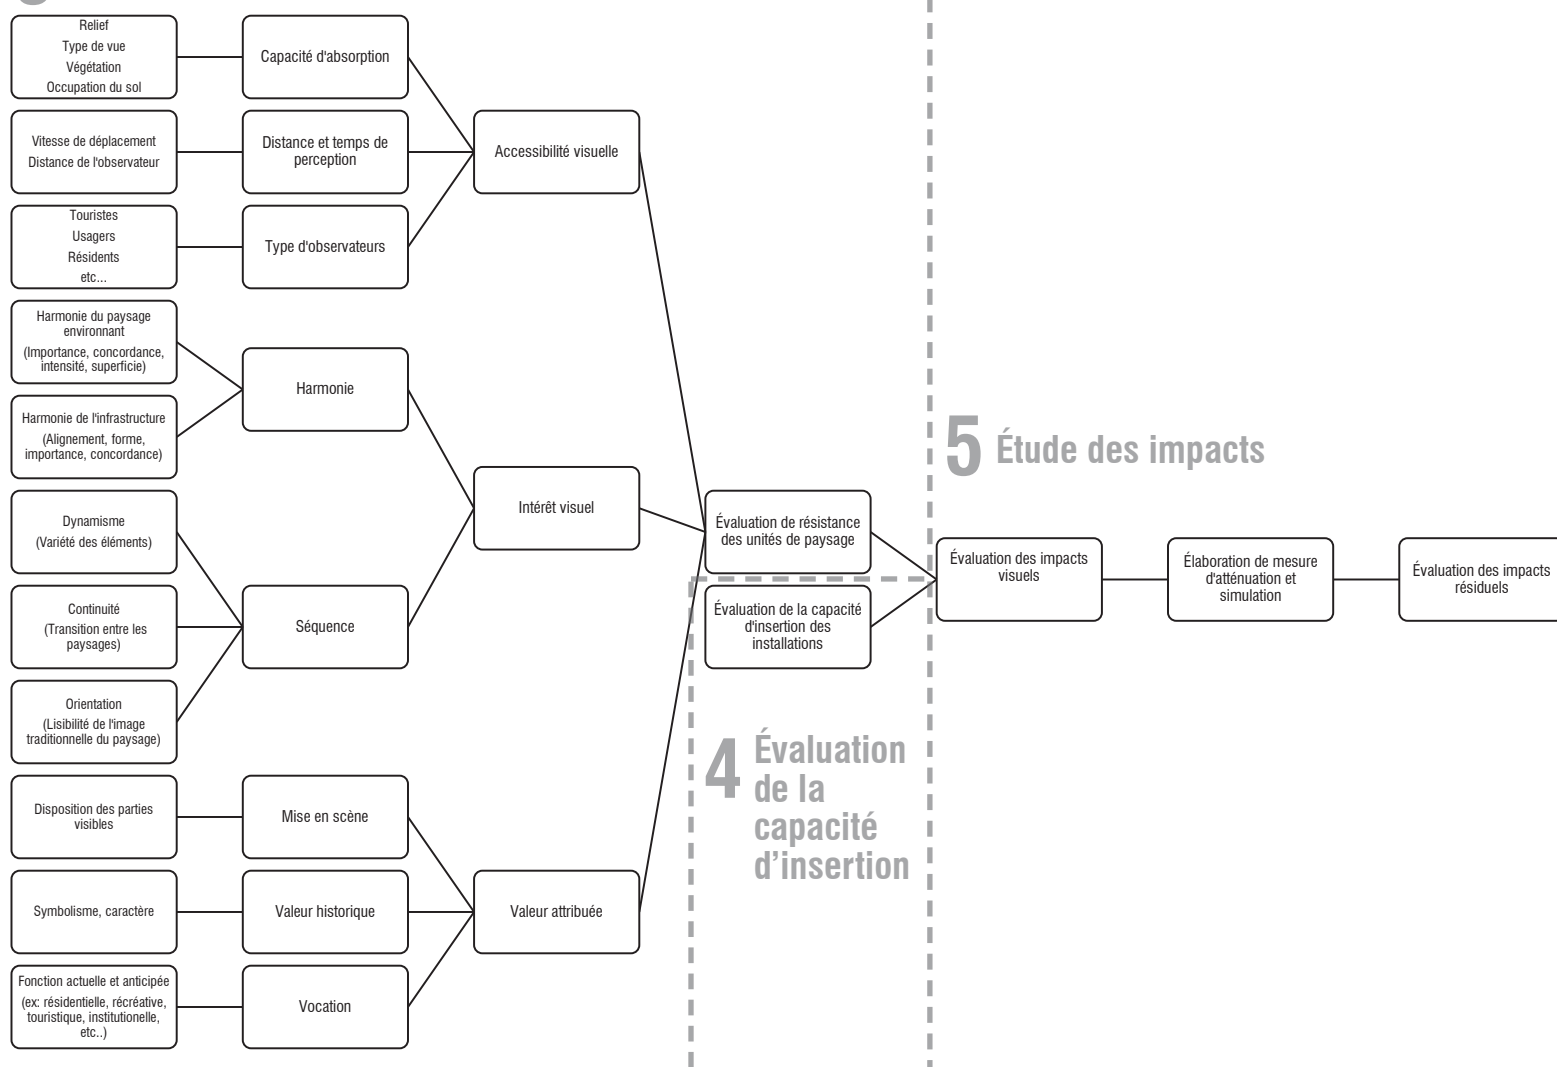 Relief
Type de vue
Végétation
Occupation du sol
Capacité d'absorption
Vitesse de déplacement
Distance de l'observateur
Distance et temps de
perception
Accessibilité visuelle
Touristes
Usagers
Résidents
etc...
Type d'observateurs
Harmonie du paysage
environnant
(Importance, concordance,
intensité, superficie)
Harmonie
Harmonie de l'infrastructure
(Alignement, forme,
importance, concordance)
Dynamisme
(Variété des éléments)
Intérêt visuel
Continuité
(Transition entre les
paysages)
Séquence
Orientation
(Lisibilité de l'image
traditionnelle du paysage)
Disposition des parties
visibles
Mise en scène
Symbolisme, caractère
Valeur historique
Valeur attribuée
Fonction actuelle et anticipée
(ex: résidentielle, récréative,
touristique, institutionelle,
etc..)
Vocation
Évaluation de résistance
des unités de paysage
Évaluation de la capacité
d'insertion des
installations
4 Évaluation
de la
capacité
d’insertion
5 Étude des impacts
Évaluation des impacts
visuels
Élaboration de mesure
d'atténuation et
simulation
Évaluation des impacts
résiduels